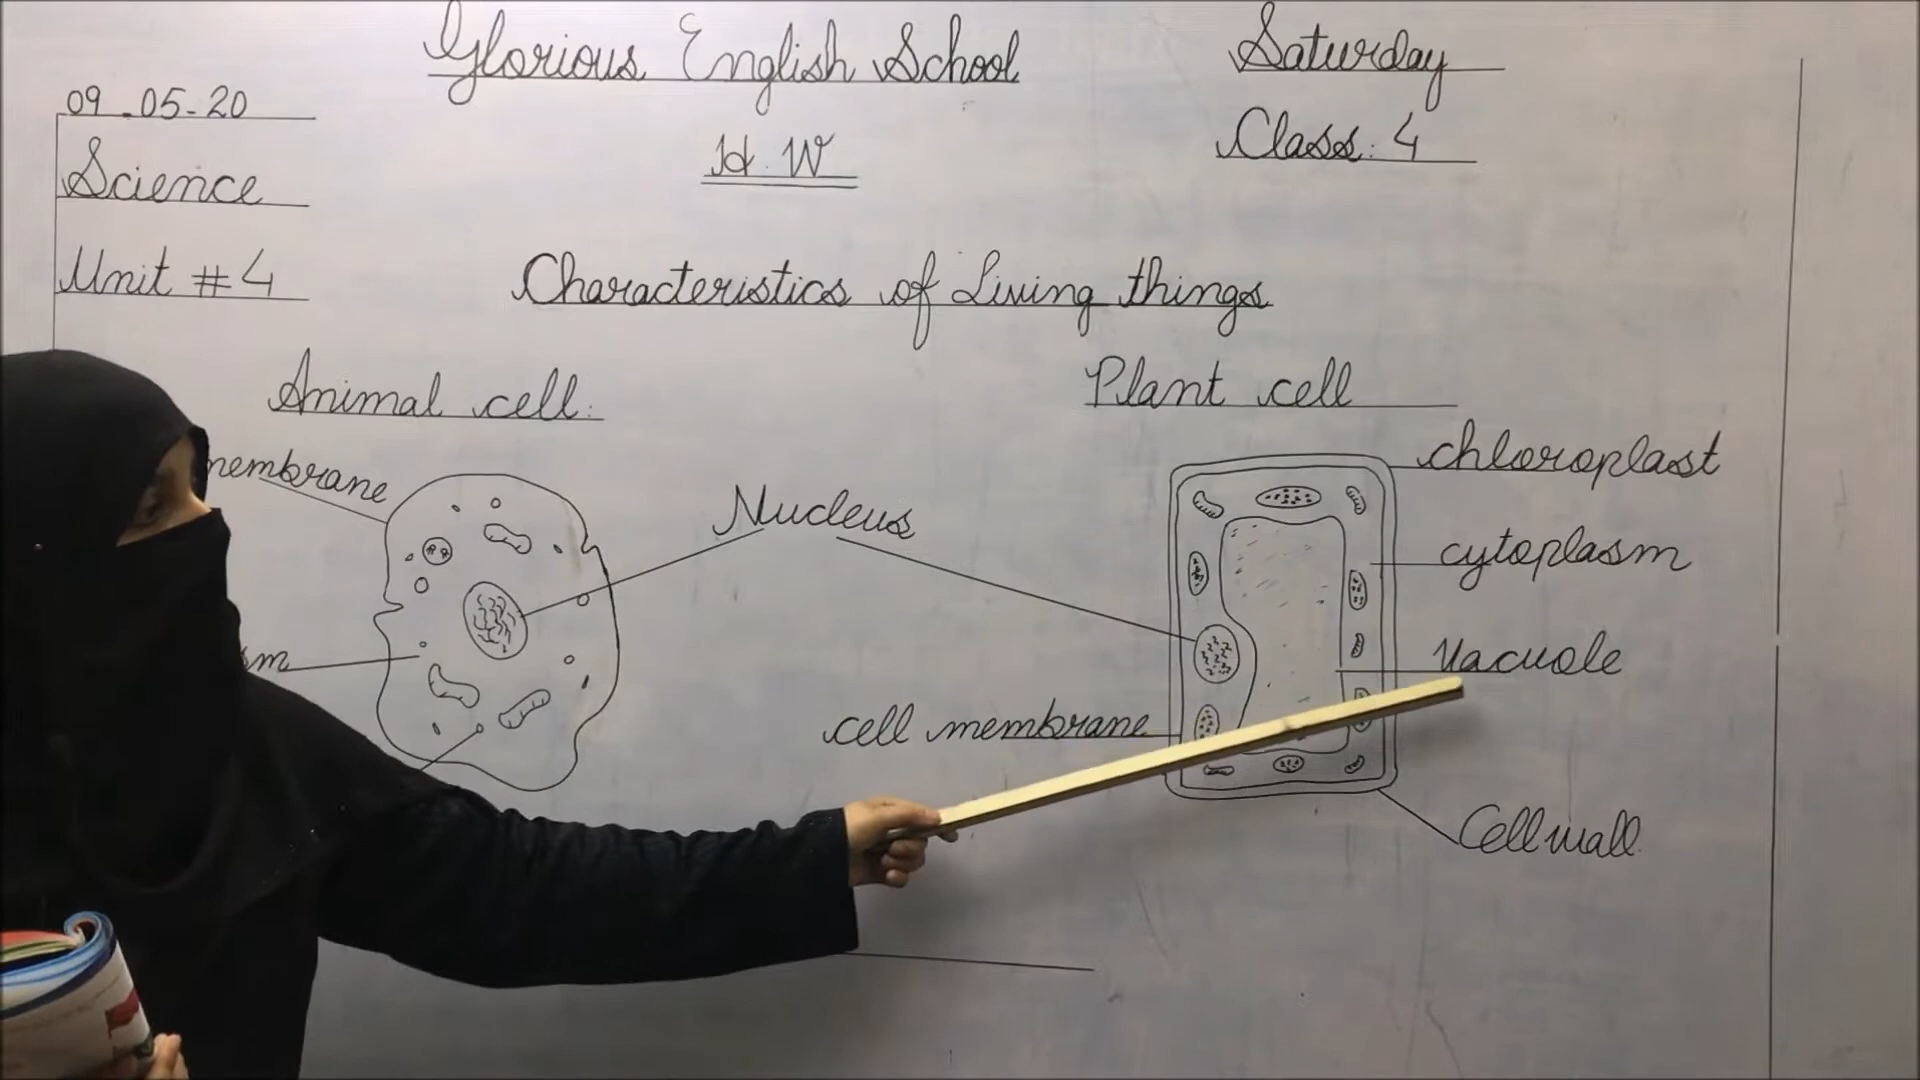 Glorious English School
Saturday
09-05-20
H.W
Class: 4
Science
Unit #4
Characteristics of Living things
Animal cell:
Plant cell
membrane
Nucleus
chloroplast
cytoplasm
vacuole
cell membrane
Cell wall